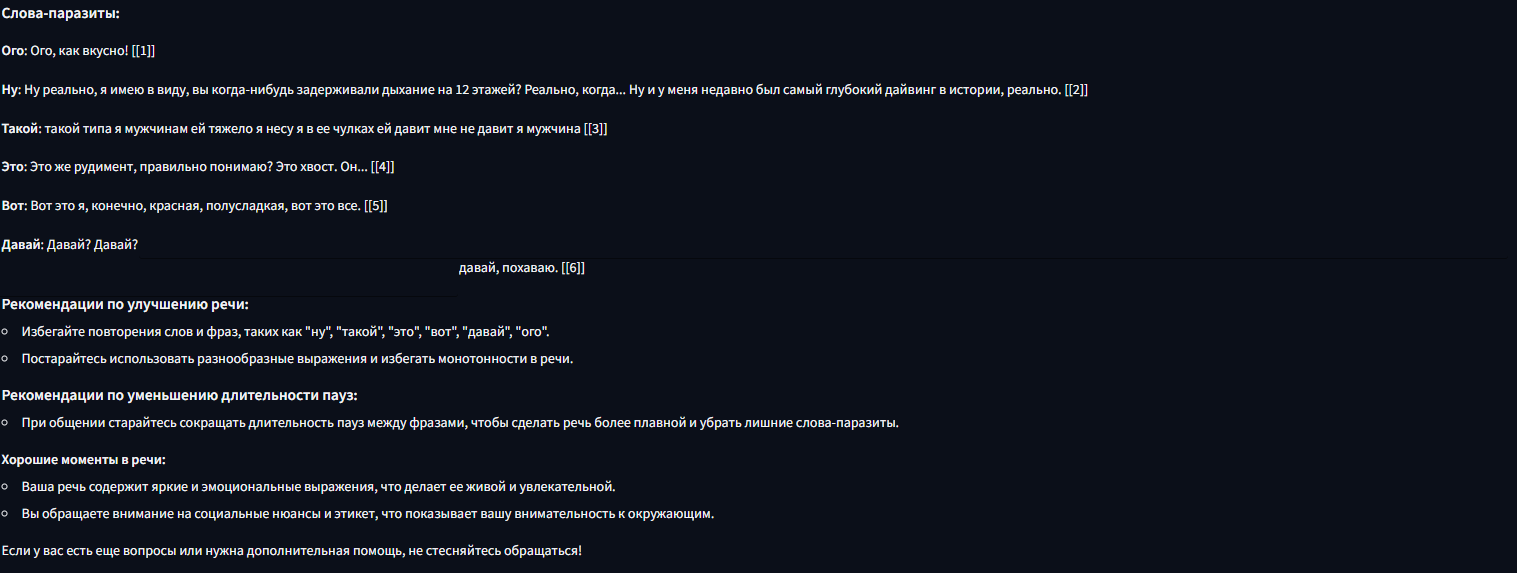 Слова-паразиты:
Ого: Ого, как вкусно! [[1]]
Ну: Ну реально, я имею в виду, вы когда-нибудь задерживали дыхание на 12 этажей? Реально, когда... Ну и у меня недавно был самый глубокий дайвинг в истории, реально. [[2]]
Такой: такой типа я мужчинам ей тяжело я несу я в ее чулках ей давит мне не давит я мужчина [[3]]
Это: Это же рудимент, правильно понимаю? Это хвост. Он... [[4]]
Вот: Вот это я, конечно, красная, полусладкая, вот это все. [[5]]
Давай: Давай? Давай?
давай, похаваю. [[6]]
Рекомендации по улучшению речи:
Избегайте повторения слов и фраз, таких как "ну", "такой", "это", "вот", "давай", "ого".
Постарайтесь использовать разнообразные выражения и избегать монотонности в речи.
Рекомендации по уменьшению длительности пауз:
При общении старайтесь сокращать длительность пауз между фразами, чтобы сделать речь более плавной и убрать лишние слова-паразиты.
Хорошие моменты в речи:
Ваша речь содержит яркие и эмоциональные выражения, что делает ее живой и увлекательной.
Вы обращаете внимание на социальные нюансы и этикет, что показывает вашу внимательность к окружающим.
Если у вас есть еще вопросы или нужна дополнительная помощь, не стесняйтесь обращаться!